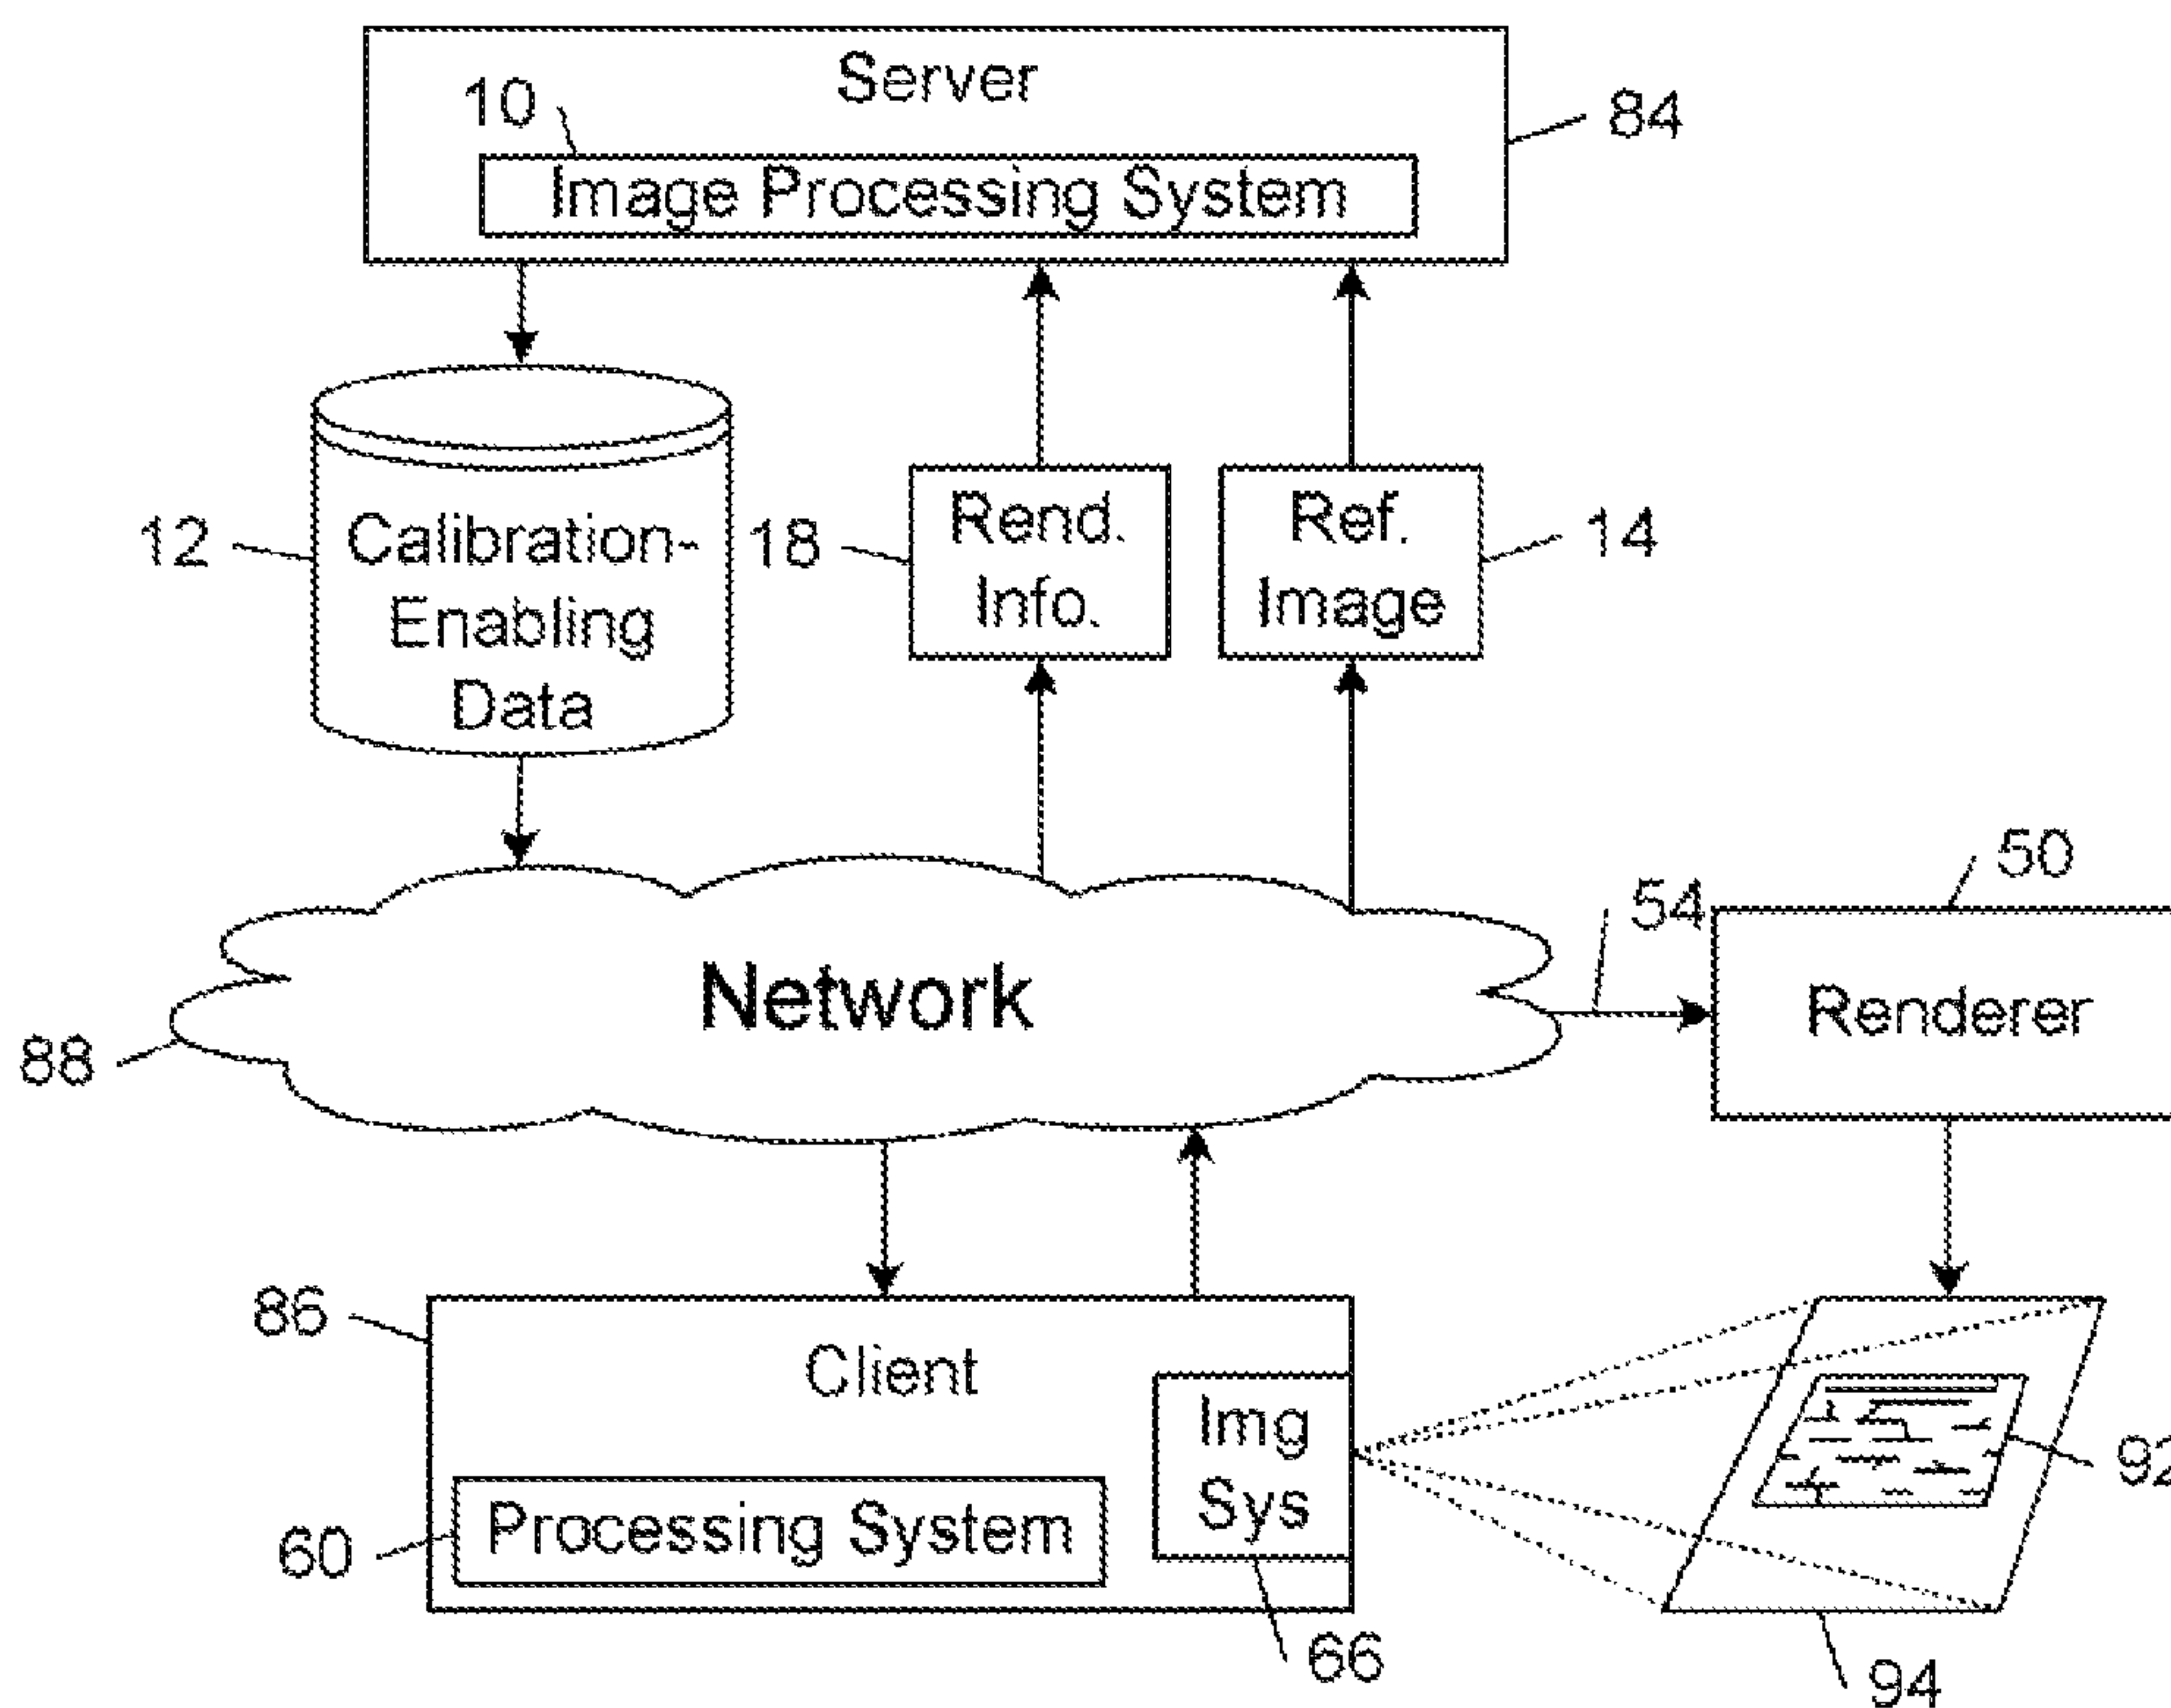 Server
10
84
Image Processing System
12
Calibration-
Enabling
Data
18
Rend.
Info.
Ref.
Image
14
50
54
Network
Renderer
88
86
Client
Img
Sys
92
60
Processing System
66
94